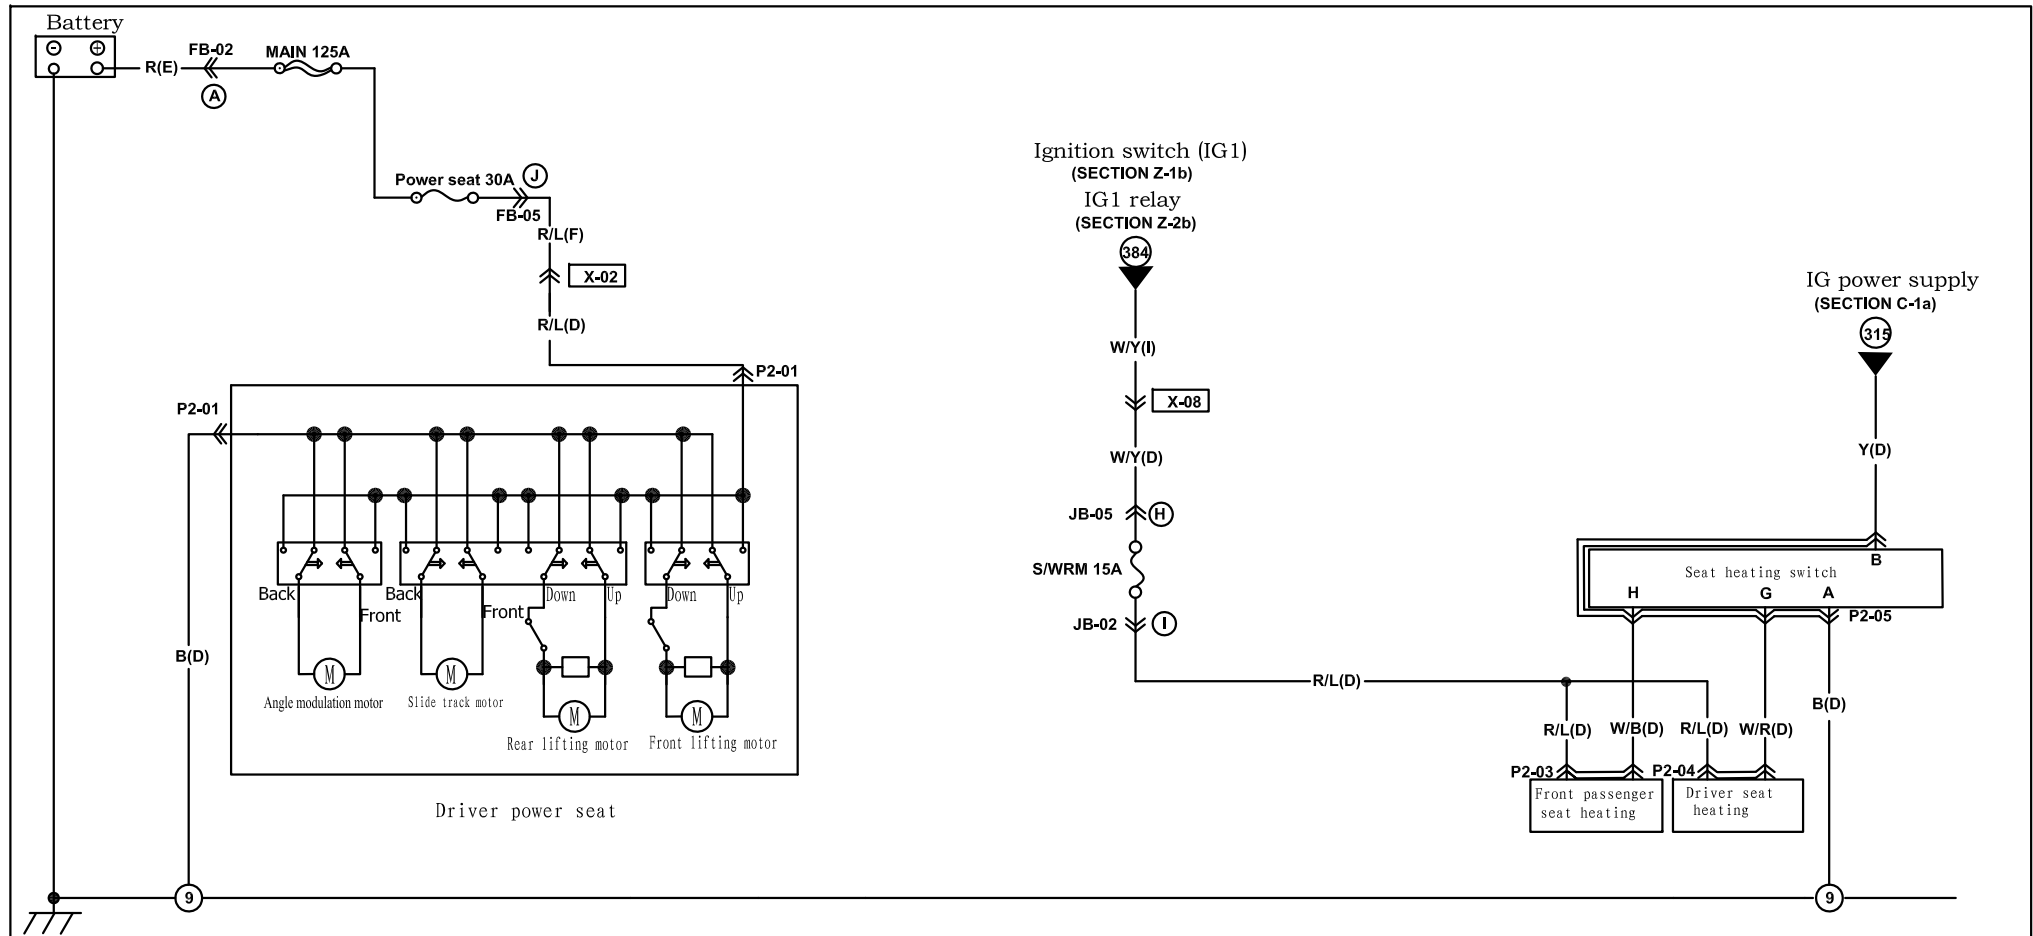 Battery
FB-02
MAIN 125A
R(E)
A
Power seat 30A
J
FB-05
R/L(F)
X-02
R/L(D)
P2-01
P2-01
Back
Front
Back
Front
Down
Up
Down
Up
B(D)
M
M
M
M
Angle modulation motor
Slide track motor
Rear lifting motor
Front lifting motor
Driver power seat
9
Ignition switch (IG1)
(SECTION Z-1b)
IG1 relay
(SECTION Z-2b)
384
W/Y(I)
X-08
W/Y(D)
JB-05
H
S/WRM 15A
JB-02
I
R/L(D)
IG power supply
(SECTION C-1a)
315
Y(D)
B
Seat heating switch
H
G
A
P2-05
R/L(D)
W/B(D)
R/L(D)
W/R(D)
B(D)
P2-03
P2-04
Front passenger
seat heating
Driver seat
heating
9